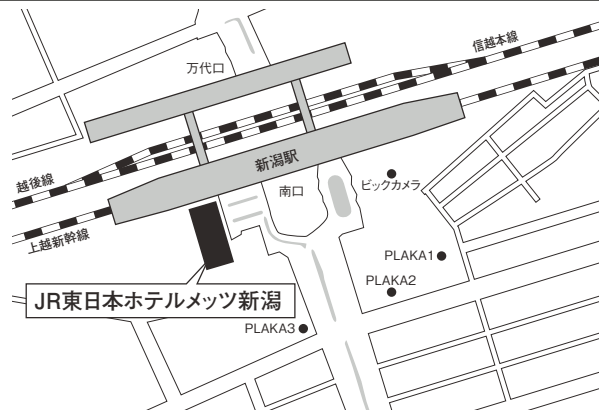 信越本線
万代口
新潟駅
越後線
南口
ビックカメラ
上越新幹線
PLAKA1
PLAKA2
JR東日本ホテルメッツ新潟
PLAKA3